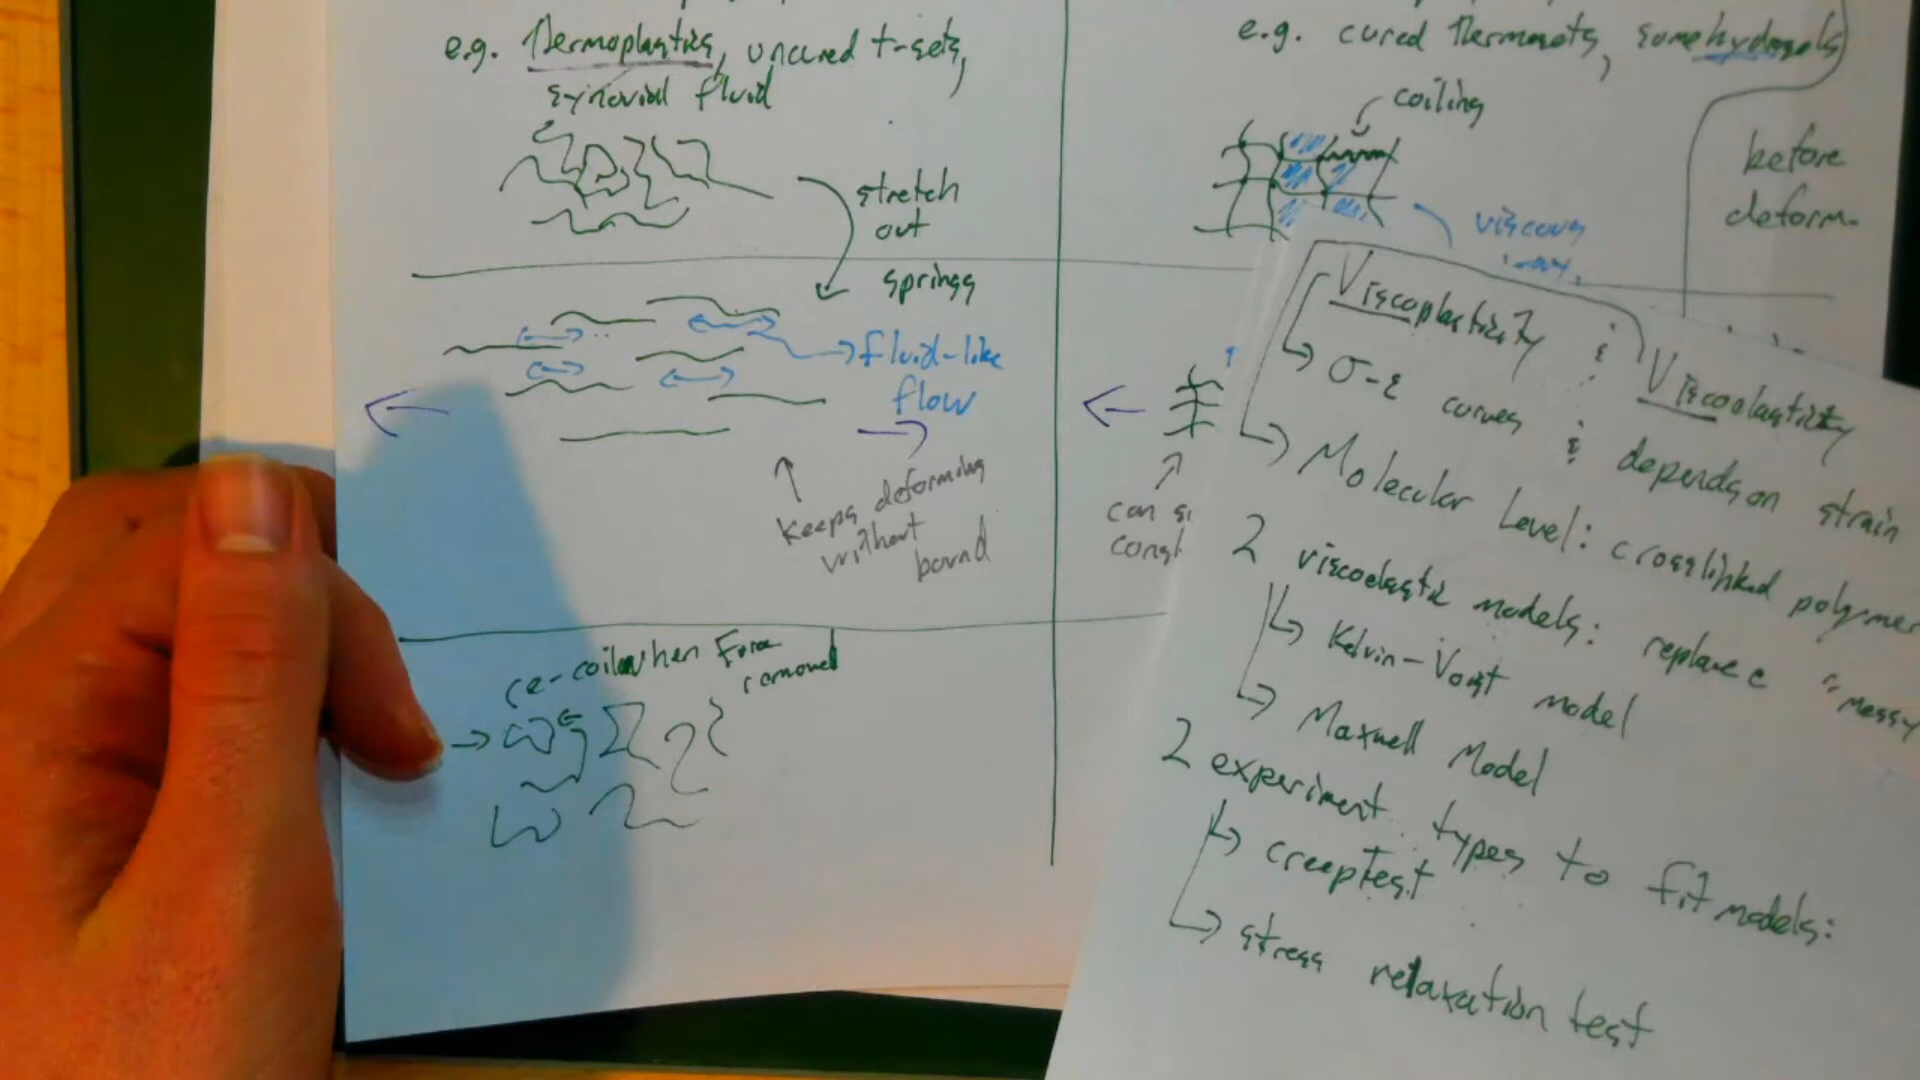 e.g. Thermoplastics, uncured t-sets,
synovial fluid
stretch
out
springs
fluid-like
flow
keeps deforming
without
bound
re-coil when Force
removed
e.g. cured thermosets, some hydrogels
coiling
before
deform.
viscous
can
const
Viscoplasticity & Viscoelasticity
σ-ε curves & depends on strain
Molecular Level: crosslinked polymer
2 viscoelastic models: replace "messy
Kelvin-Voigt model
Maxwell Model
2 experiment types to fit models:
creep test
stress relaxation test